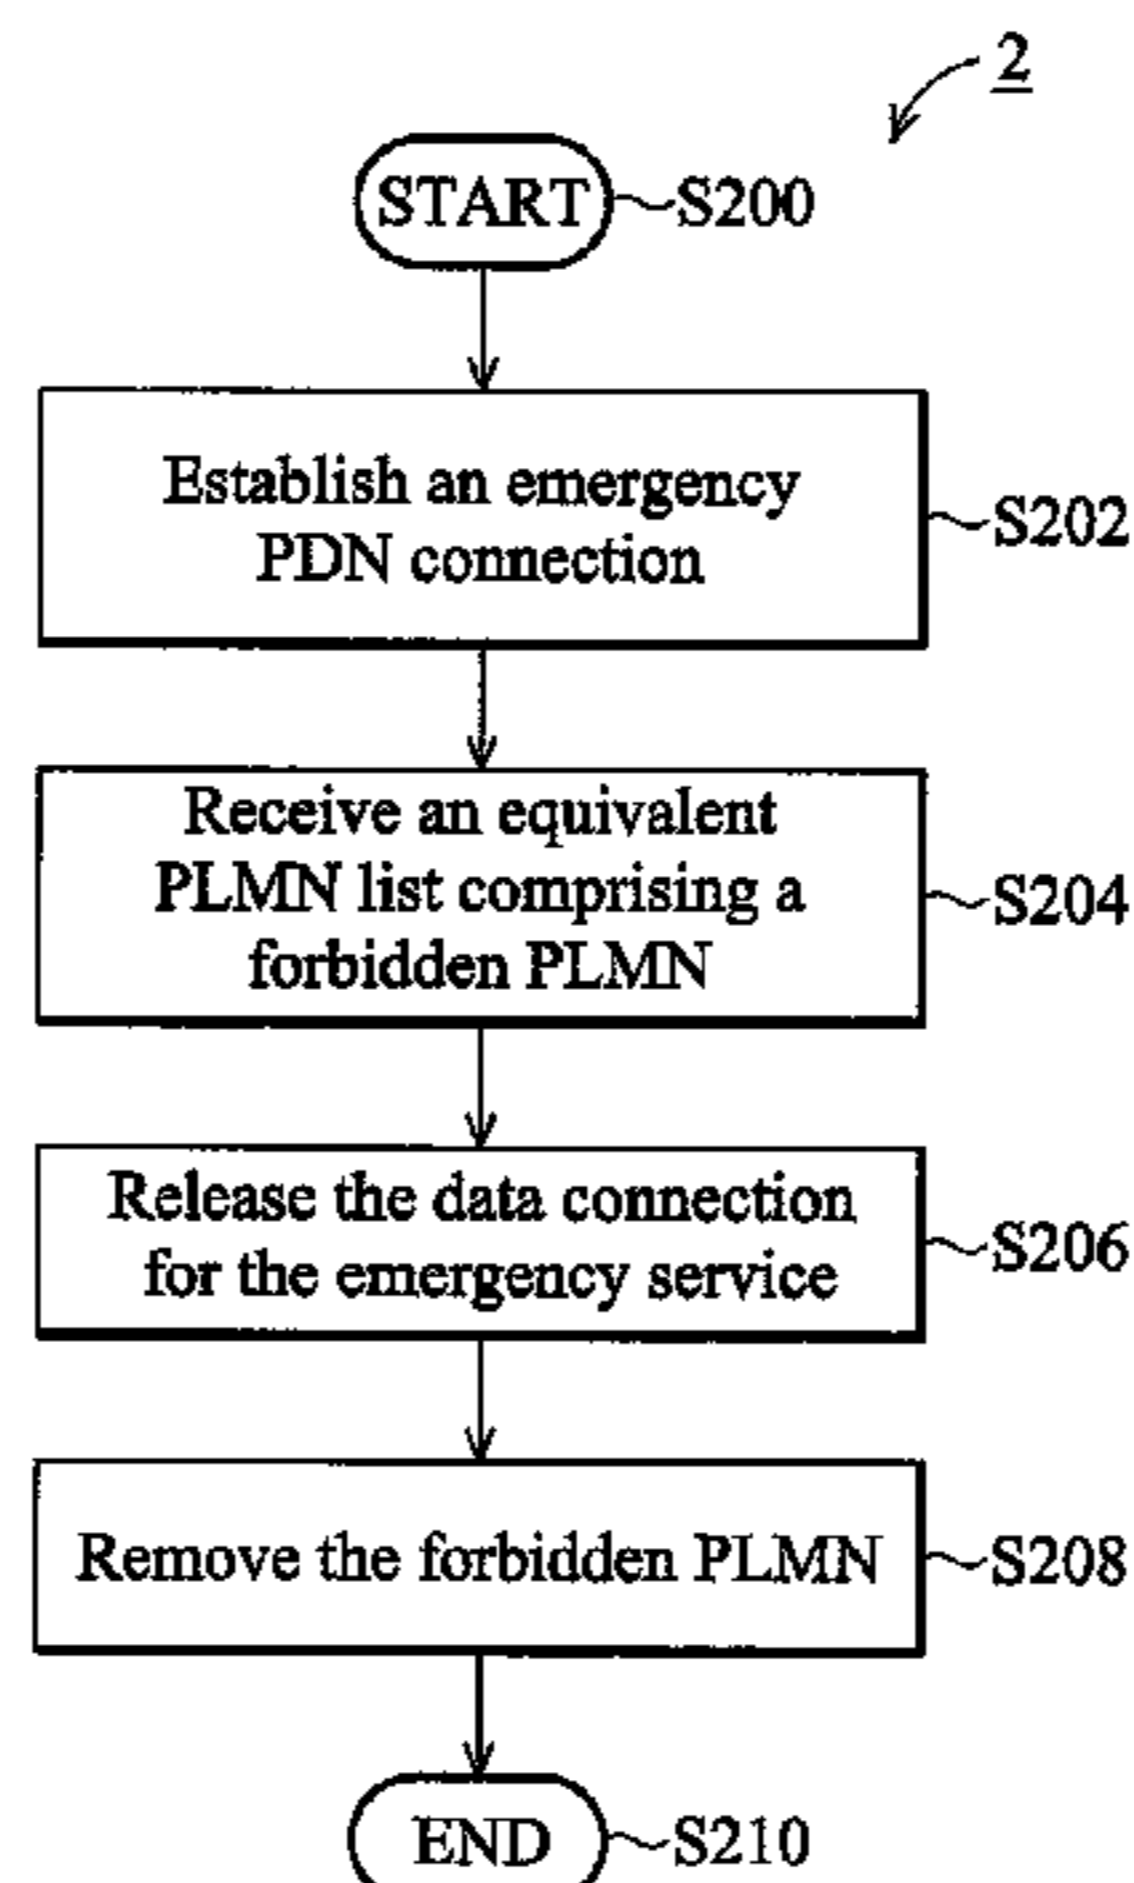 2
START
S200
Establish an emergency
PDN connection
S202
Receive an equivalent
PLMN list comprising a
forbidden PLMN
S204
Release the data connection
for the emergency service
S206
Remove the forbidden PLMN
S208
END
S210